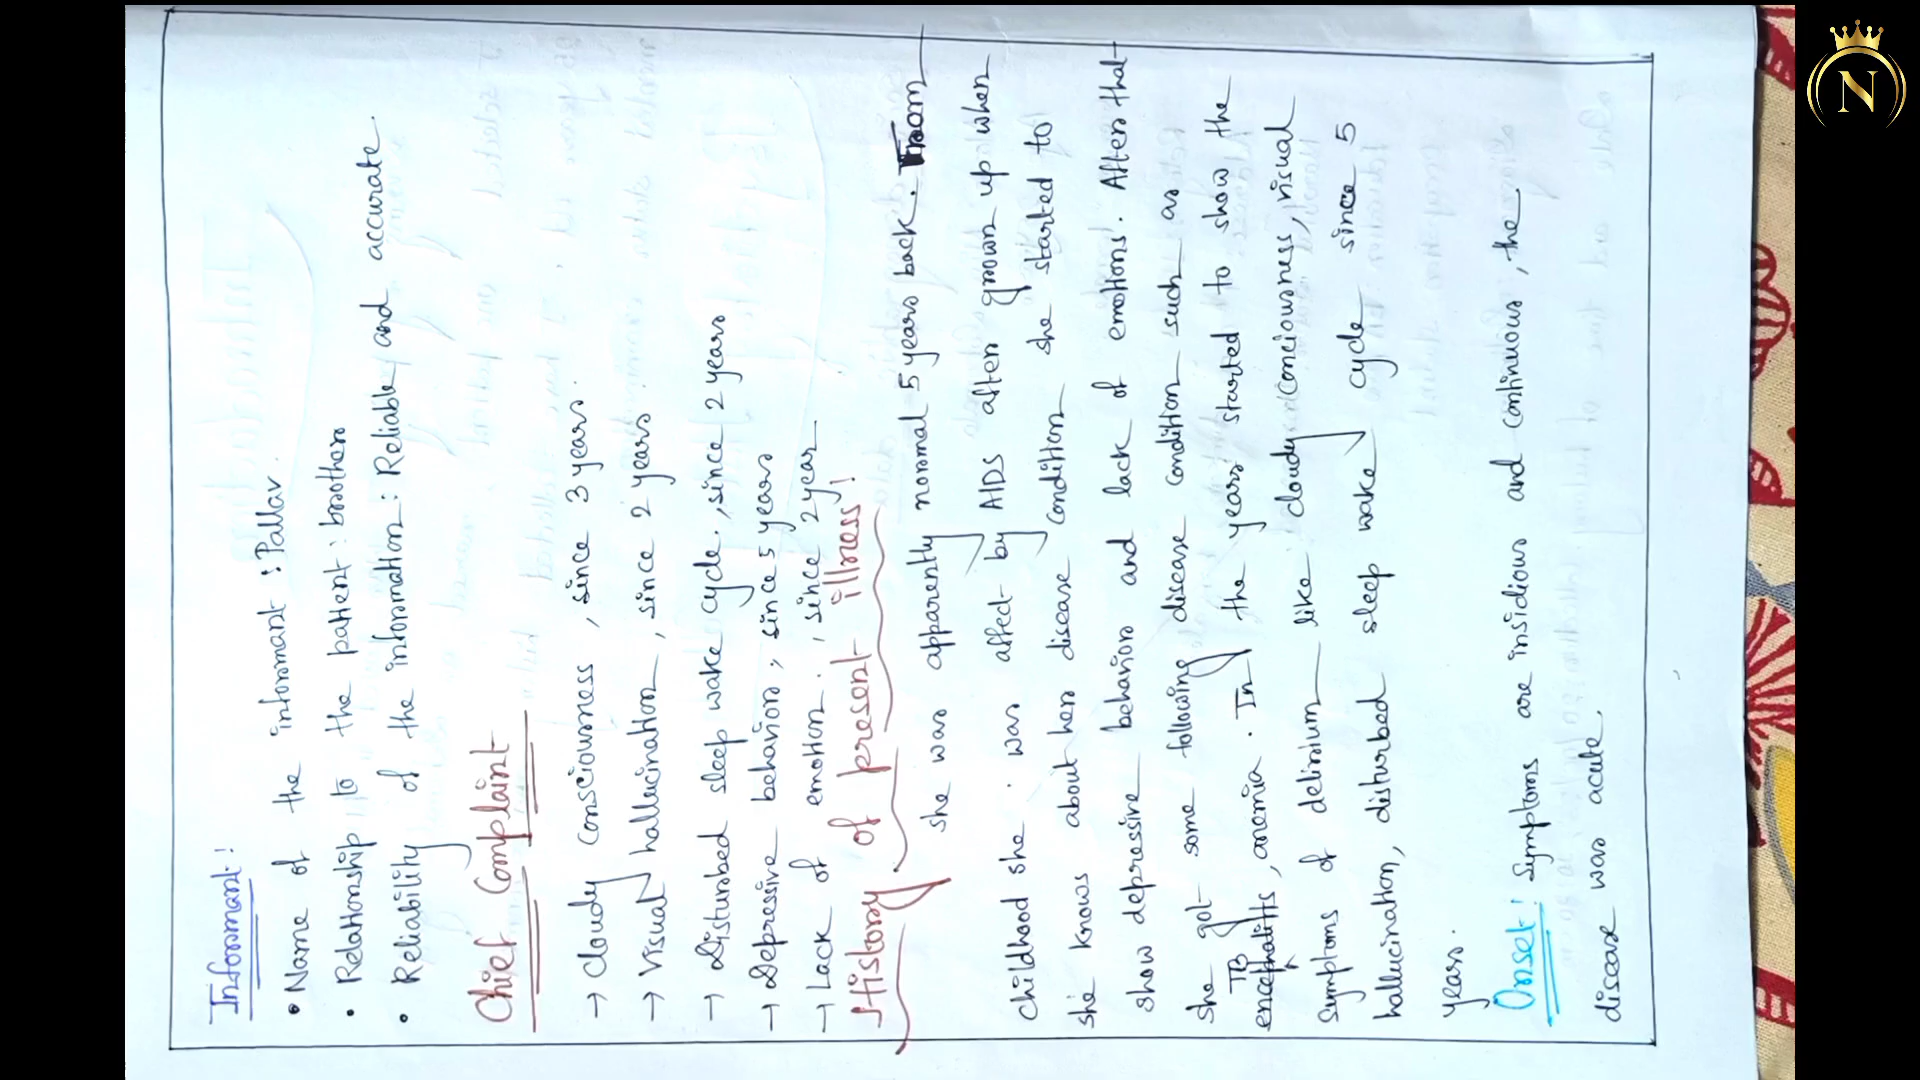 Informant:
• Name of the informant : Pallav.
• Relationship to the patient : brother
• Reliability of the information : Reliable and accurate.
Chief Complaint
→ Cloudy consciousness, since 3 years.
→ Visual hallucination, since 2 years
→ Disturbed sleep wake cycle., since 2 years
→ Depressive behavior, since 5 years
→ Lack of emotion., since 2 year
History of present illness:
she was apparently normal 5 years back. From
childhood she was affect by AIDS after grown up when
she knows about her disease condition she started to
show depressive behavior and lack of emotions. After that
she got some following disease condition such as
TB
encephalitis, anemia. In the years started to show the
symptoms of delirium like cloudy conciousness, visual
hallucination, disturbed sleep wake cycle since 5
years.
Onset: Symptoms are insidious and continuous, the
disease was acute.
N